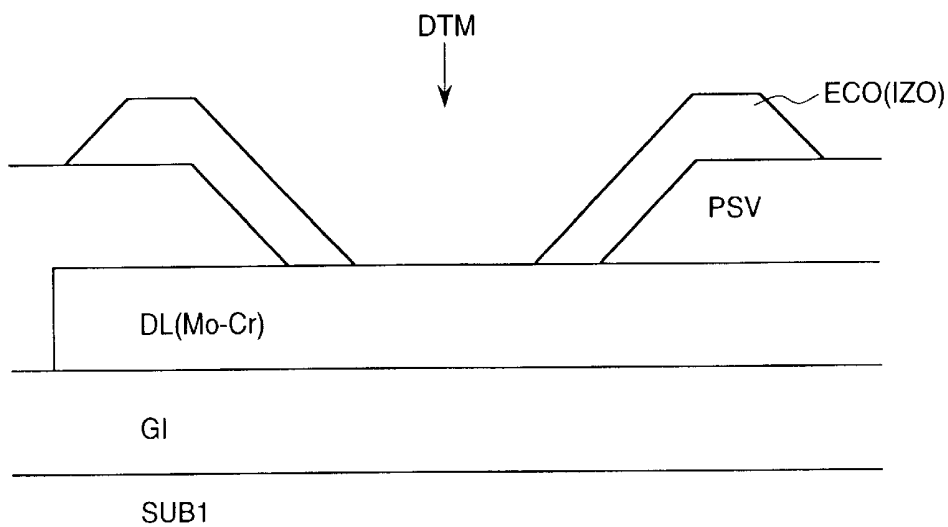 DTM
ECO(IZO)
PSV
DL(Mo-Cr)
GI
SUB1